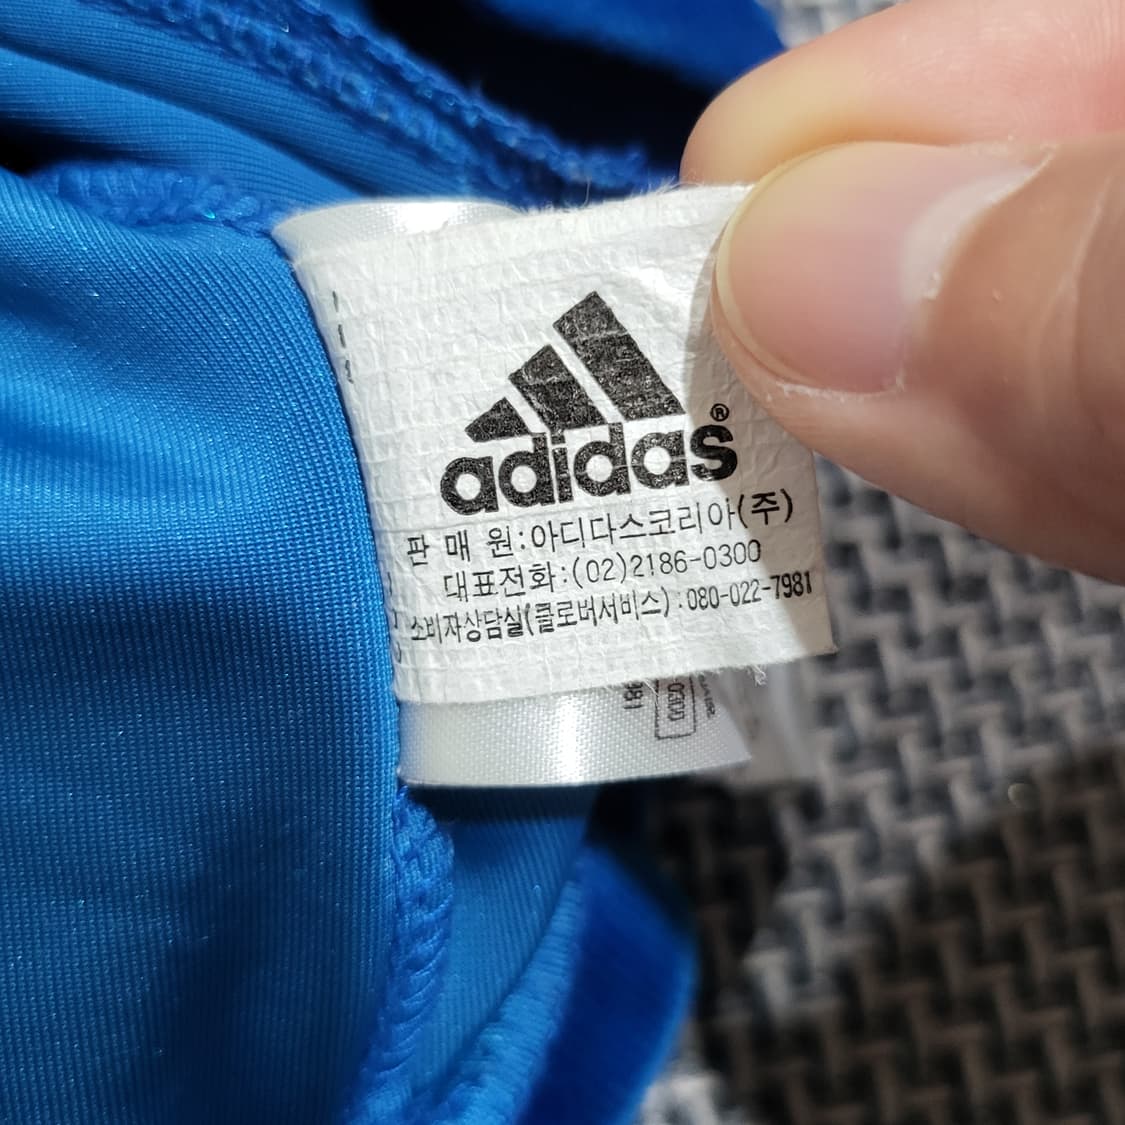 adidas®
판 매 원:아디다스코리아(주)
대표전화:(02)2186-0300
소비자상담실(클로버서비스):080-022-7981